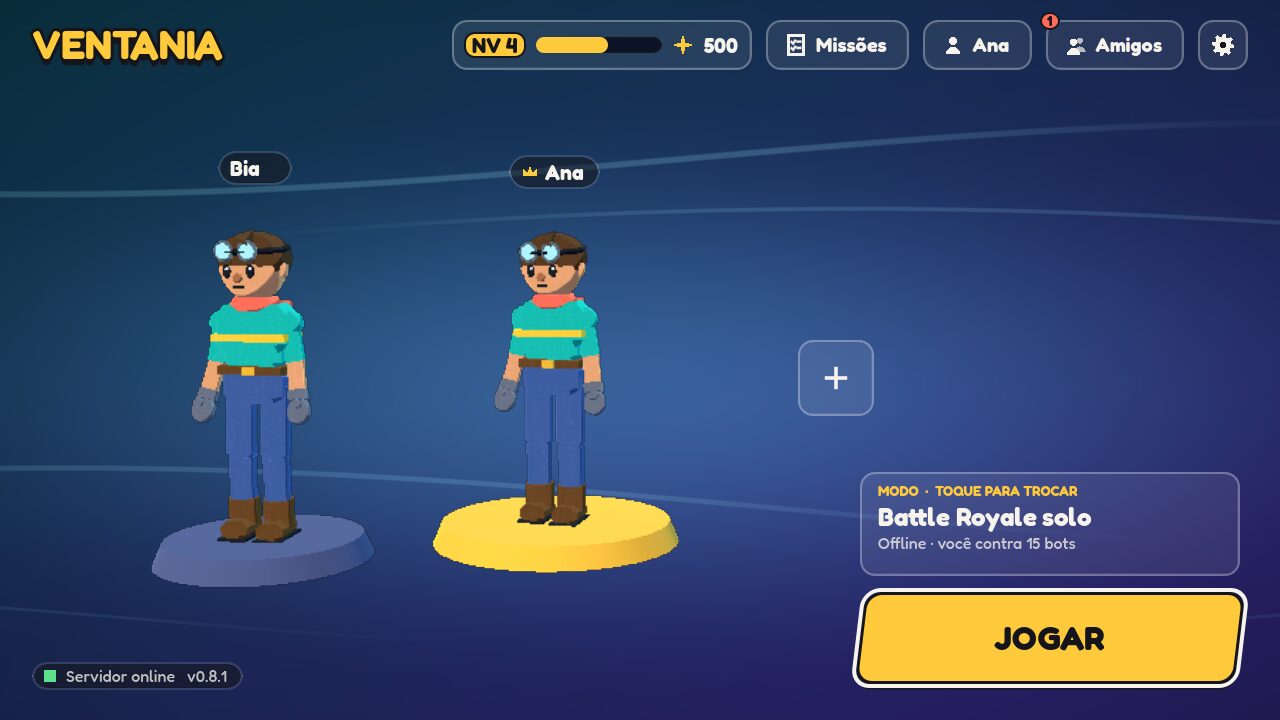 VENTANIA
NV 4
500
Missões
Ana
1
Amigos
Bia
Ana
+
MODO · TOQUE PARA TROCAR
Battle Royale solo
Offline · você contra 15 bots
JOGAR
Servidor online v0.8.1